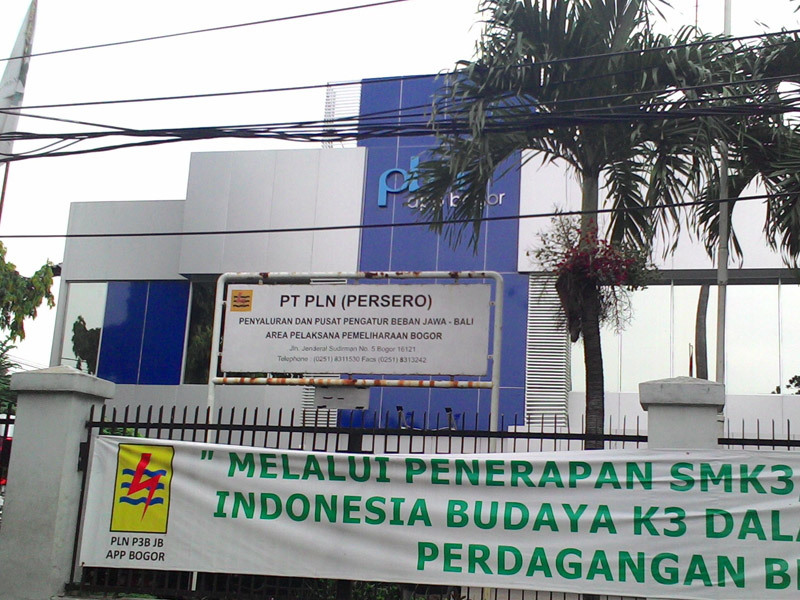 app bogor
PT PLN (PERSERO)
PENYALURAN DAN PUSAT PENGATUR BEBAN JAWA - BALI
AREA PELAKSANA PEMELIHARAAN BOGOR
Jln. Jenderal Sudirman No. 5 Bogor 16121
Telephone : (0251) 8311530 Facs (0251) 8313242
" MELALUI PENERAPAN SMK3,
INDONESIA BUDAYA K3 DALA
PERDAGANGAN B
PLN P3B JB
APP BOGOR